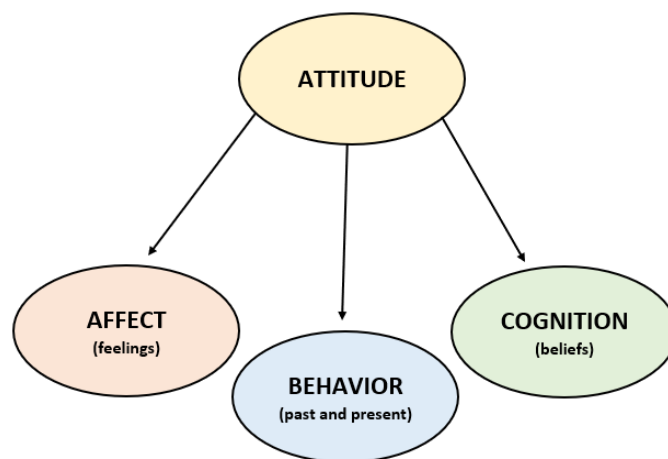 ATTITUDE
AFFECT
(feelings)
BEHAVIOR
(past and present)
COGNITION
(beliefs)